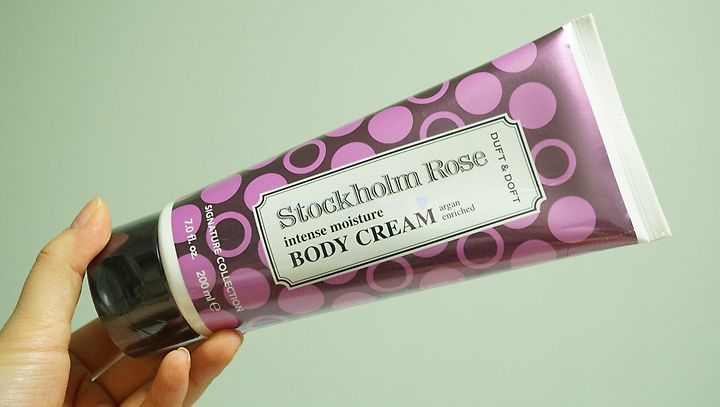 DUFT & DOFT
Stockholm Rose
intense moisture
BODY CREAM
argan
enriched
SIGNATURE COLLECTION
7.0 fl. oz. 200 ml ℮